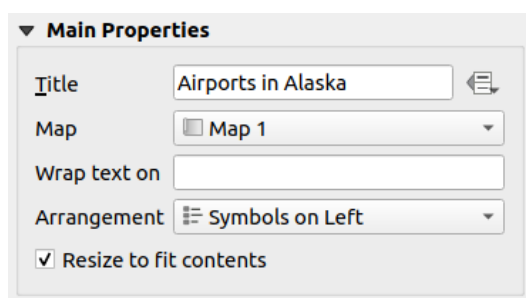 Main Properties
Title Airports in Alaska
Map Map 1
Wrap text on
Arrangement Symbols on Left
Resize to fit contents